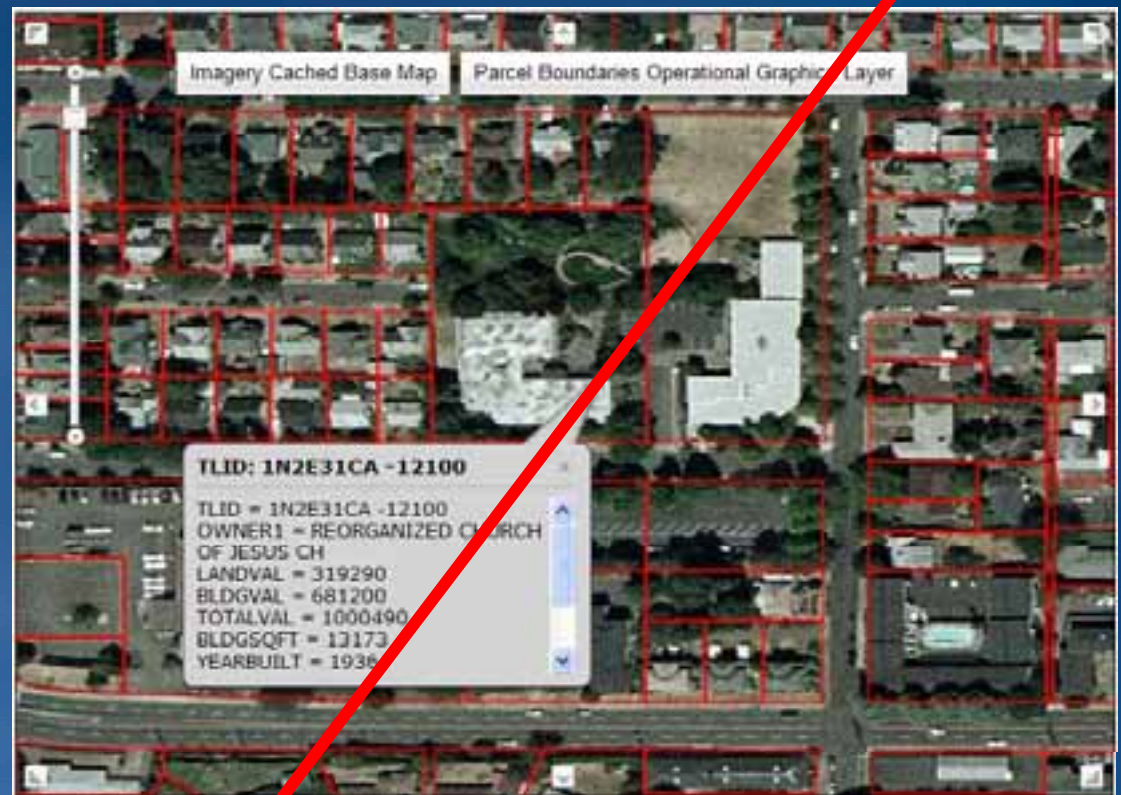 Imagery Cached Base Map
Parcel Boundaries Operational Graphics Layer
TLID: 1N2E31CA -12100
TLID = 1N2E31CA -12100
OWNER1 = REORGANIZED CHURCH
OF JESUS CH
LANDVAL = 319290
BLDGVAL = 681200
TOTALVAL = 1000490
BLDGSQFT = 13173
YEARBUILT = 1936